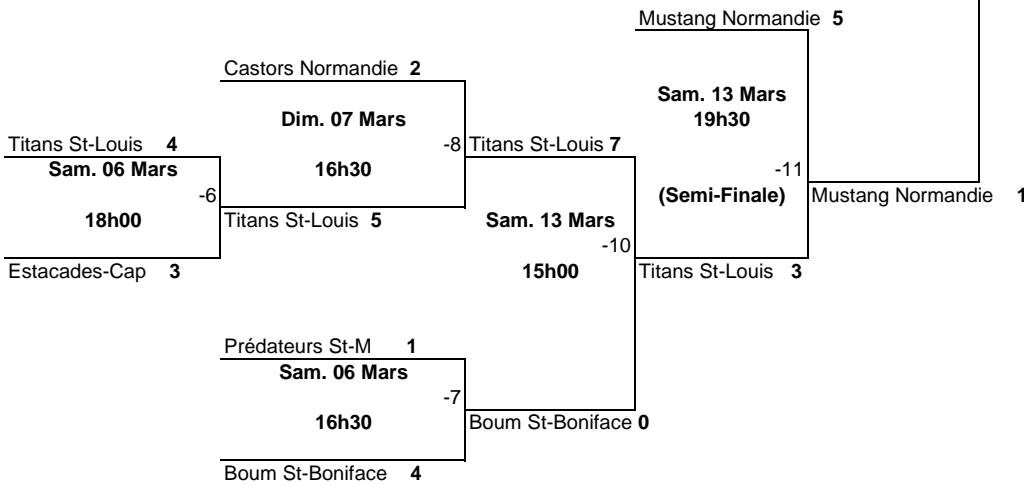 Mustang Normandie 5
Castors Normandie 2
Sam. 13 Mars
19h30
Dim. 07 Mars
Titans St-Louis 4
-8 Titans St-Louis 7
Sam. 06 Mars
16h30
-11
-6
(Semi-Finale)
Mustang Normandie 1
18h00
Titans St-Louis 5
Sam. 13 Mars
-10
Estacades-Cap 3
15h00
Titans St-Louis 3
Prédateurs St-M 1
Sam. 06 Mars
-7
16h30
Boum St-Boniface 0
Boum St-Boniface 4